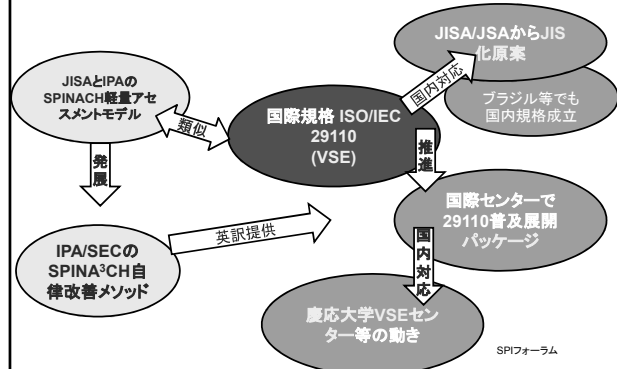 JISA/JSAからJIS
化原案
ブラジル等でも
国内規格成立
国内対応
JISとIPAの
SPINACH軽量アセ
スメントモデル
類似
国際規格 ISO/IEC
29110
(VSE)
発展
推進
国際センターで
29110普及展開
パッケージ
英訳提供
IPA/SECの
SPINA³CH自
律改善メソッド
国内対応
慶応大学VSEセン
ター等の動き
SPIフォーラム